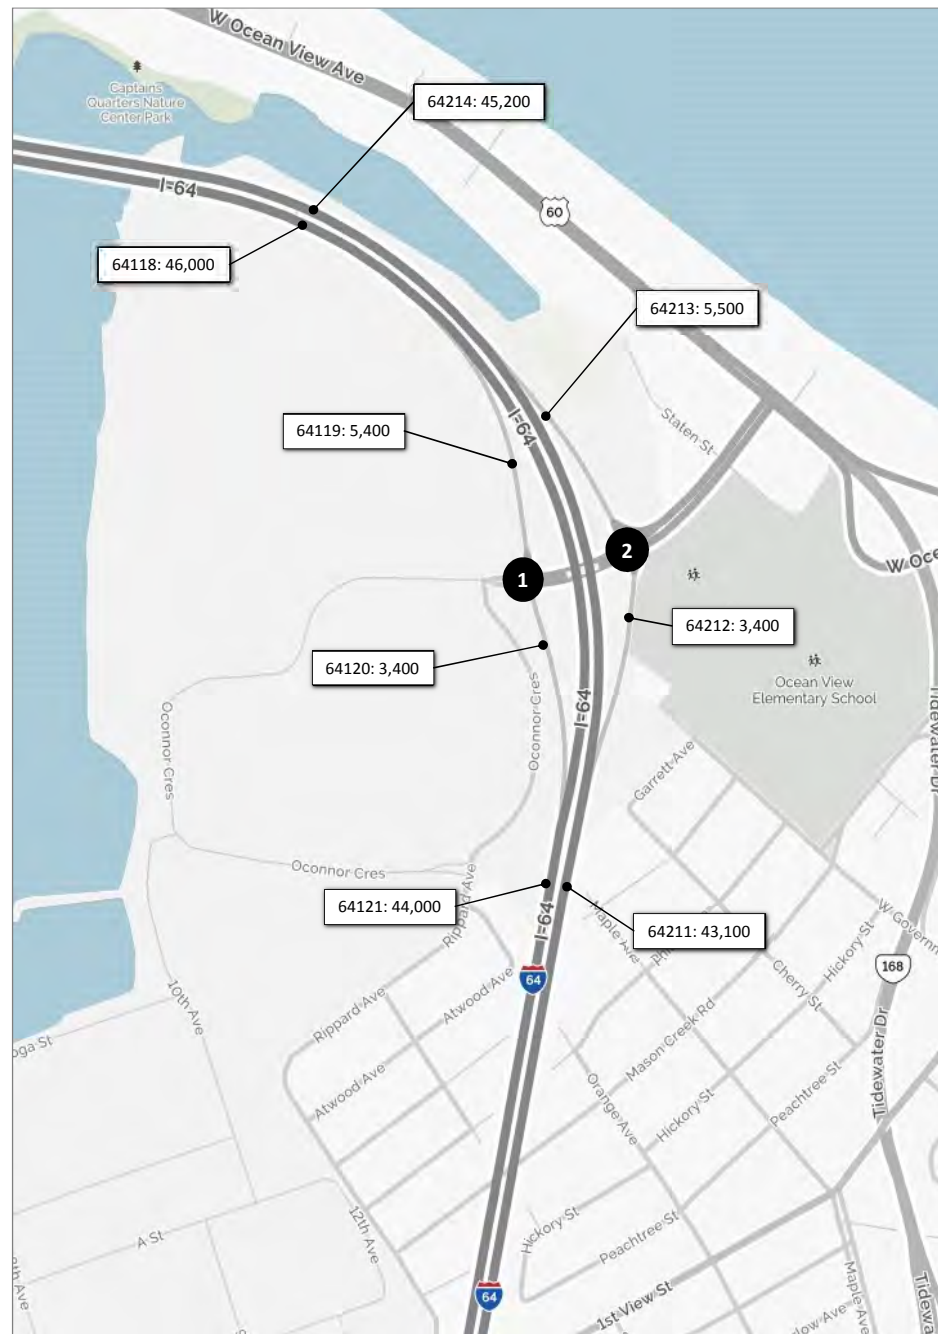 W Ocean View Ave
Captains
Quarters Nature
Center Park
64214: 45,200
I-64
60
64118: 46,000
64213: 5,500
I-64
Staten St
64119: 5,400
1
2
W Oce
64212: 3,400
64120: 3,400
Ocean View
Elementary School
Oconnor Cres
Oconnor Cres
I-64
Tidewater Dr
Garrett Ave
Oconnor Cres
Rippard Ave
64121: 44,000
I-64
Maple Ave
64211: 43,100
W Governm
Hickory St
Cherry St
168
64
10th Ave
Rippard Ave
Atwood Ave
Mason Creek Rd
oga St
Atwood Ave
Orange Ave
Hickory St
Peachtree St
Tidewater Dr
12th Ave
A St
Hickory St
Peachtree St
64
1st View St
Maple Ave
Tidewa